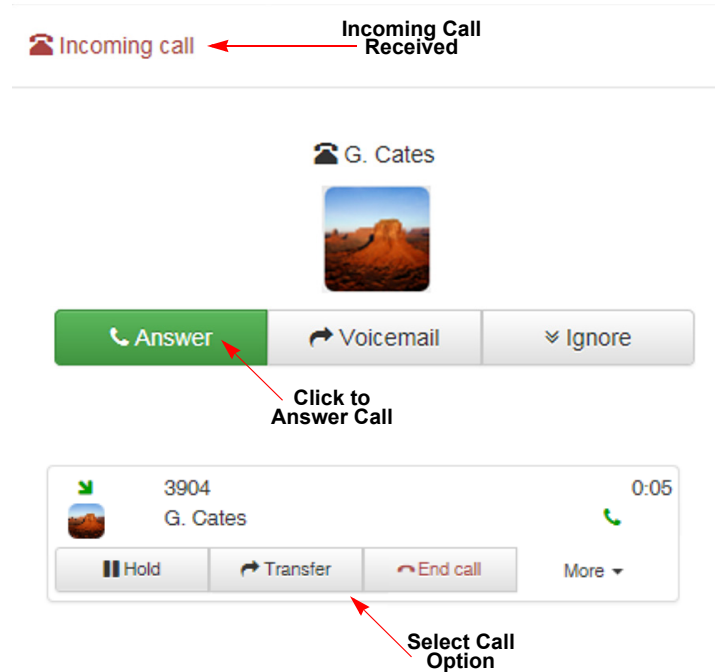 Incoming call
Incoming Call
Received
G. Cates
Answer
Voicemail
Ignore
Click to
Answer Call
3904
0:05
G. Cates
Hold
Transfer
End call
More
Select Call
Option